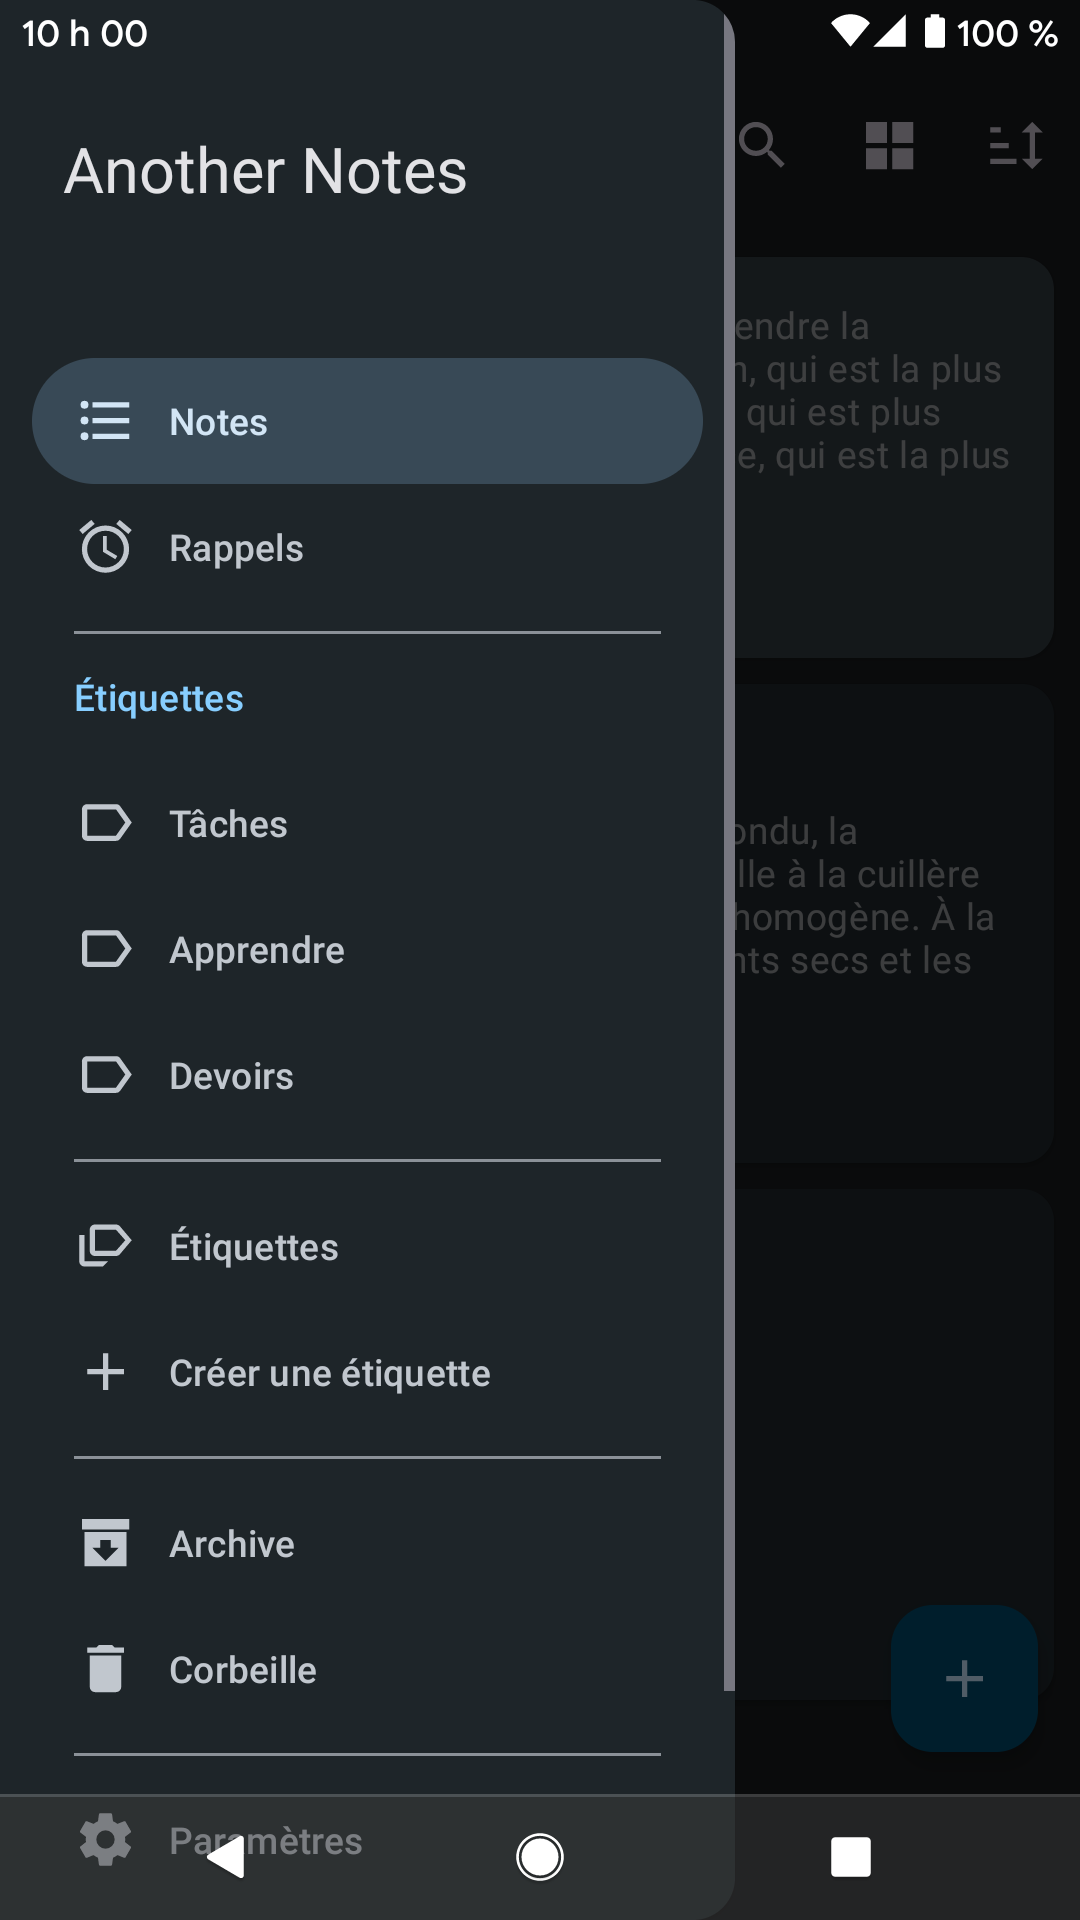 10 h 00
100 %
Another Notes
endre la
, qui est la plus
qui est plus
e, qui est la plus
Notes
Rappels
Étiquettes
Tâches
ondu, la
lle à la cuillère
homogène. À la
nts secs et les
Apprendre
Devoirs
Étiquettes
Créer une étiquette
Archive
Corbeille
Paramètres